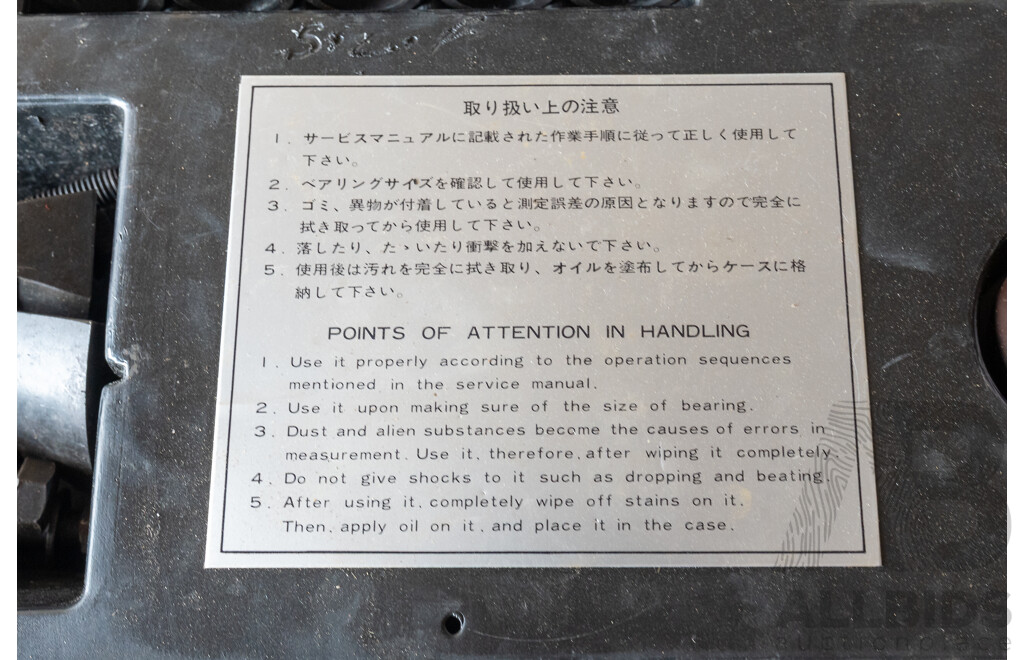 取り扱い上の注意
1. サービスマニュアルに記載された作業手順に従って正しく使用して
下さい。
2. ベアリングサイズを確認して使用して下さい。
3. ゴミ、異物が付着していると測定誤差の原因となりますので完全に
拭き取ってから使用して下さい。
4. 落したり、たゝいたり衝撃を加えないで下さい。
5. 使用後は汚れを完全に拭き取り、オイルを塗布してからケースに格
納して下さい。
POINTS OF ATTENTION IN HANDLING
1. Use it properly according to the operation sequences
mentioned in the service manual.
2. Use it upon making sure of the size of bearing.
3. Dust and alien substances become the causes of errors in
measurement. Use it, therefore, after wiping it completely.
4. Do not give shocks to it such as dropping and beating.
5. After using it, completely wipe off stains on it.
Then, apply oil on it, and place it in the case.
ALLBIDS